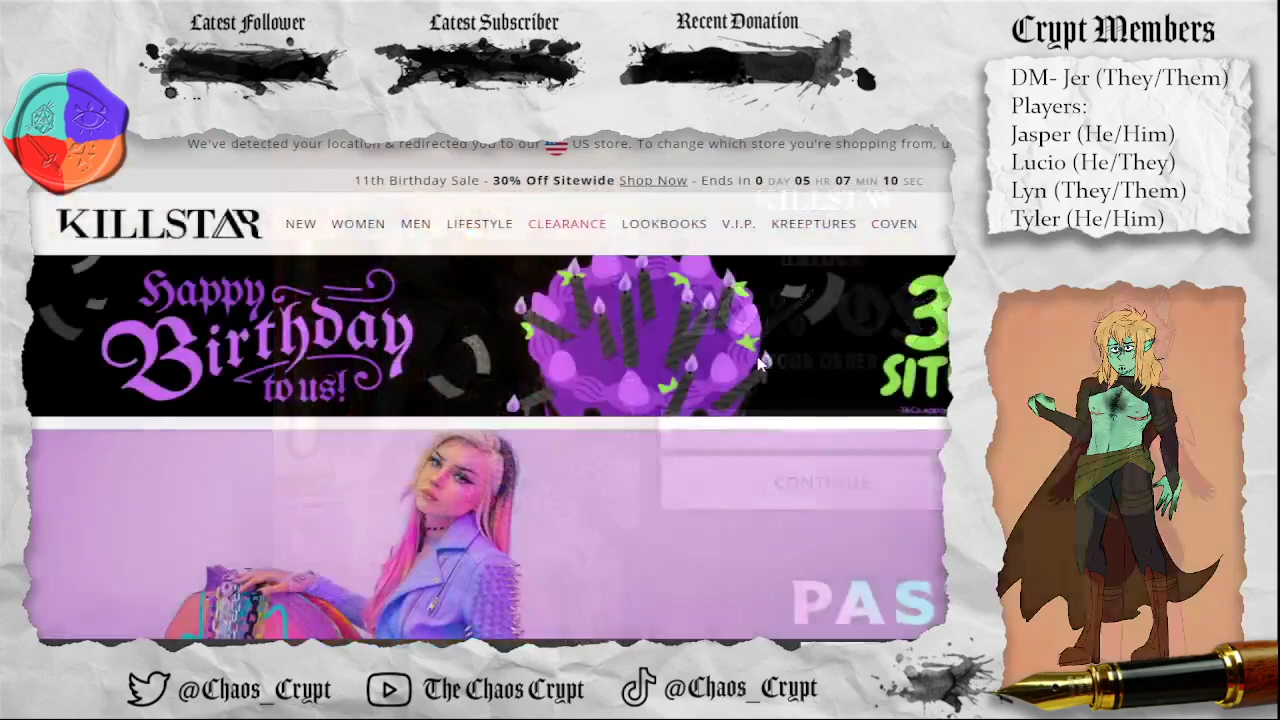 Latest Follower
Latest Subscriber
Recent Donation
Crypt Members
DM- Jer (They/Them)
Players:
Jasper (He/Him)
Lucio (He/They)
Lyn (They/Them)
Tyler (He/Him)
We've detected your location & redirected you to our US store. To change which store you're shopping from, u
11th Birthday Sale - 30% Off Sitewide Shop Now - Ends In 0 DAY 05 HR 07 MIN 10 SEC
KILLSTAR NEW WOMEN MEN LIFESTYLE CLEARANCE LOOKBOOKS V.I.P. KREEPTURES COVEN
Happy
Birthday
to us!
3
SIT
CONTINUE
PAS
@Chaos_Crypt
The Chaos Crypt
@Chaos_Crypt